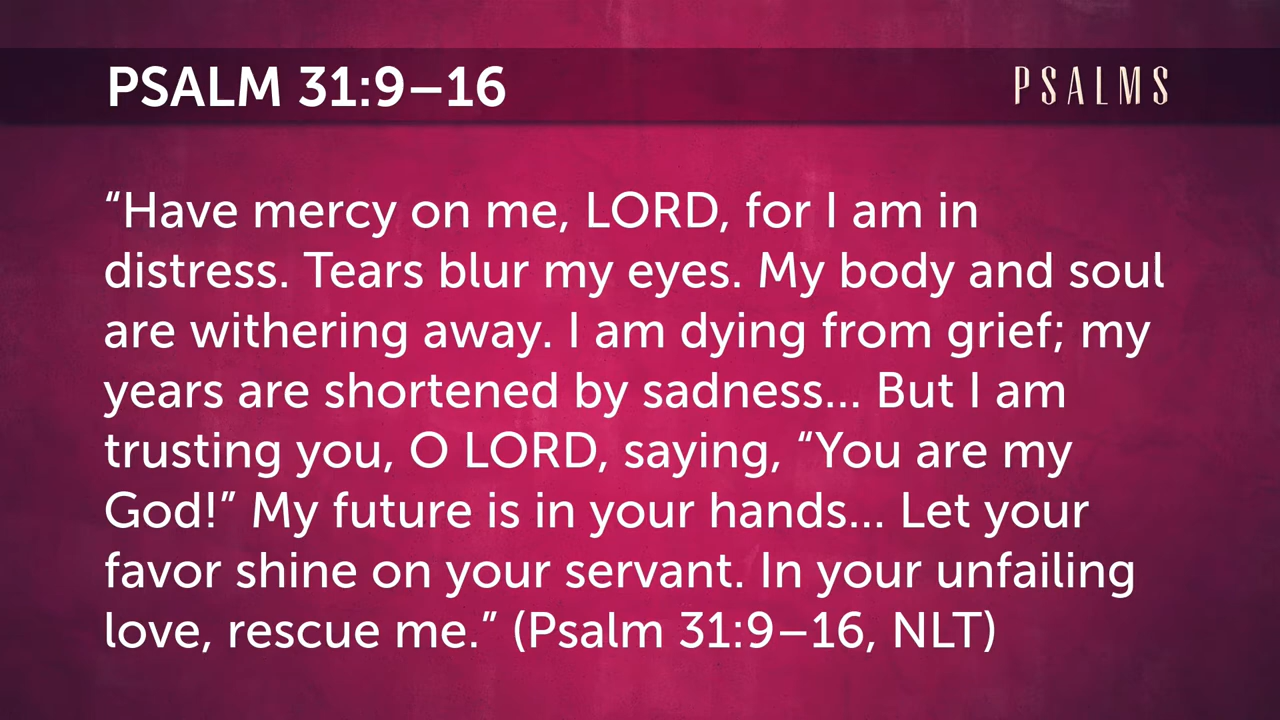 PSALM 31:9–16
PSALMS
“Have mercy on me, LORD, for I am in
distress. Tears blur my eyes. My body and soul
are withering away. I am dying from grief; my
years are shortened by sadness... But I am
trusting you, O LORD, saying, “You are my
God!” My future is in your hands... Let your
favor shine on your servant. In your unfailing
love, rescue me.” (Psalm 31:9–16, NLT)